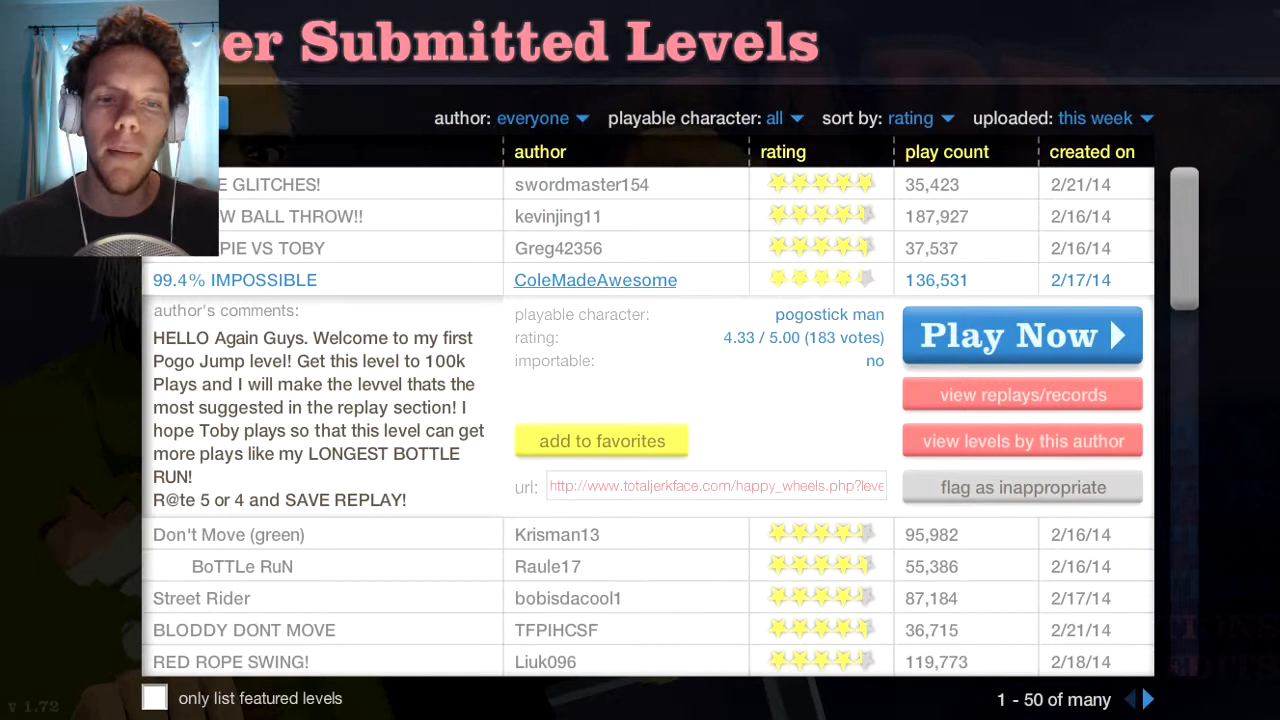 er Submitted Levels
author: everyone playable character: all sort by: rating uploaded: this week
author rating play count created on
E GLITCHES! swordmaster154 35,423 2/21/14
W BALL THROW!! kevinjing11 187,927 2/16/14
PIE VS TOBY Greg42356 37,537 2/16/14
99.4% IMPOSSIBLE ColeMadeAwesome 136,531 2/17/14
author's comments:
HELLO Again Guys. Welcome to my first
Pogo Jump level! Get this level to 100k
Plays and I will make the levvel thats the
most suggested in the replay section! I
hope Toby plays so that this level can get
more plays like my LONGEST BOTTLE
RUN!
R@te 5 or 4 and SAVE REPLAY!
playable character: pogostick man
rating: 4.33 / 5.00 (183 votes)
importable: no
add to favorites
url: http://www.totaljerkface.com/happy_wheels.php?leve
Play Now
view replays/records
view levels by this author
flag as inappropriate
Don't Move (green) Krisman13 95,982 2/16/14
BoTTLe RuN Raule17 55,386 2/16/14
Street Rider bobisdacool1 87,184 2/17/14
BLODDY DONT MOVE TFPIHCSF 36,715 2/21/14
RED ROPE SWING! Liuk096 119,773 2/18/14
only list featured levels 1 - 50 of many
v 1.72